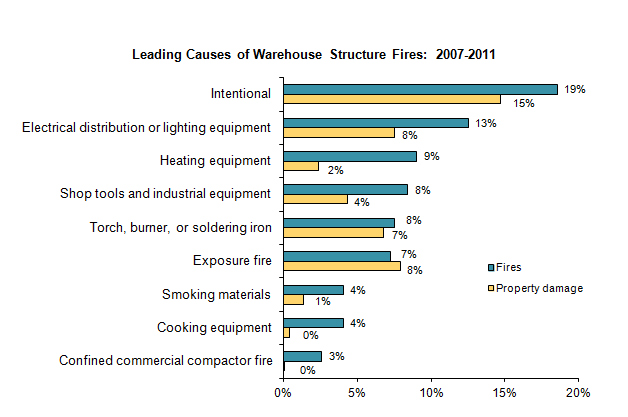 Leading Causes of Warehouse Structure Fires: 2007-2011
Intentional
19%
15%
Electrical distribution or lighting equipment
13%
8%
Heating equipment
9%
2%
Shop tools and industrial equipment
8%
4%
Torch, burner, or soldering iron
8%
7%
Exposure fire
7%
8%
Fires
Property damage
Smoking materials
4%
1%
Cooking equipment
4%
0%
Confined commercial compactor fire
3%
0%
0% 5% 10% 15% 20%